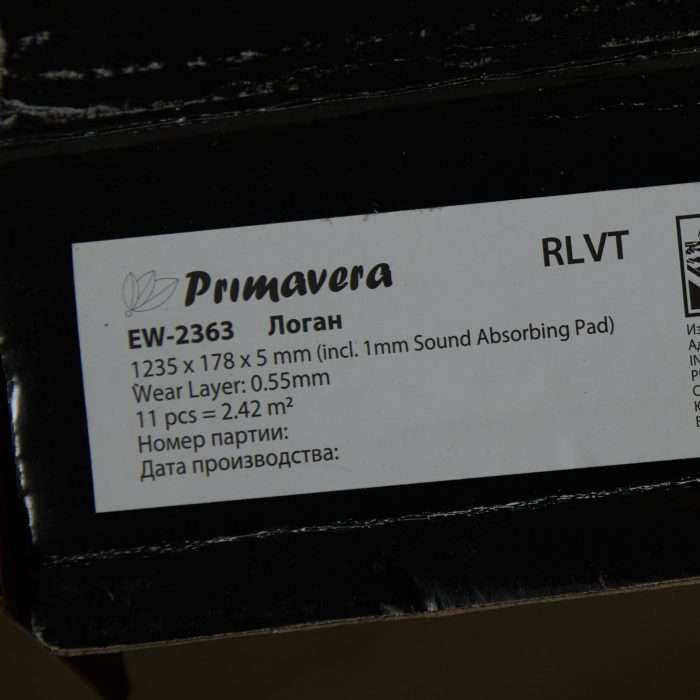 Primavera
RLVT
EW-2363 Логан
1235 x 178 x 5 mm (incl. 1mm Sound Absorbing Pad)
Wear Layer: 0.55mm
11 pcs = 2.42 m²
Номер партии:
Дата производства: